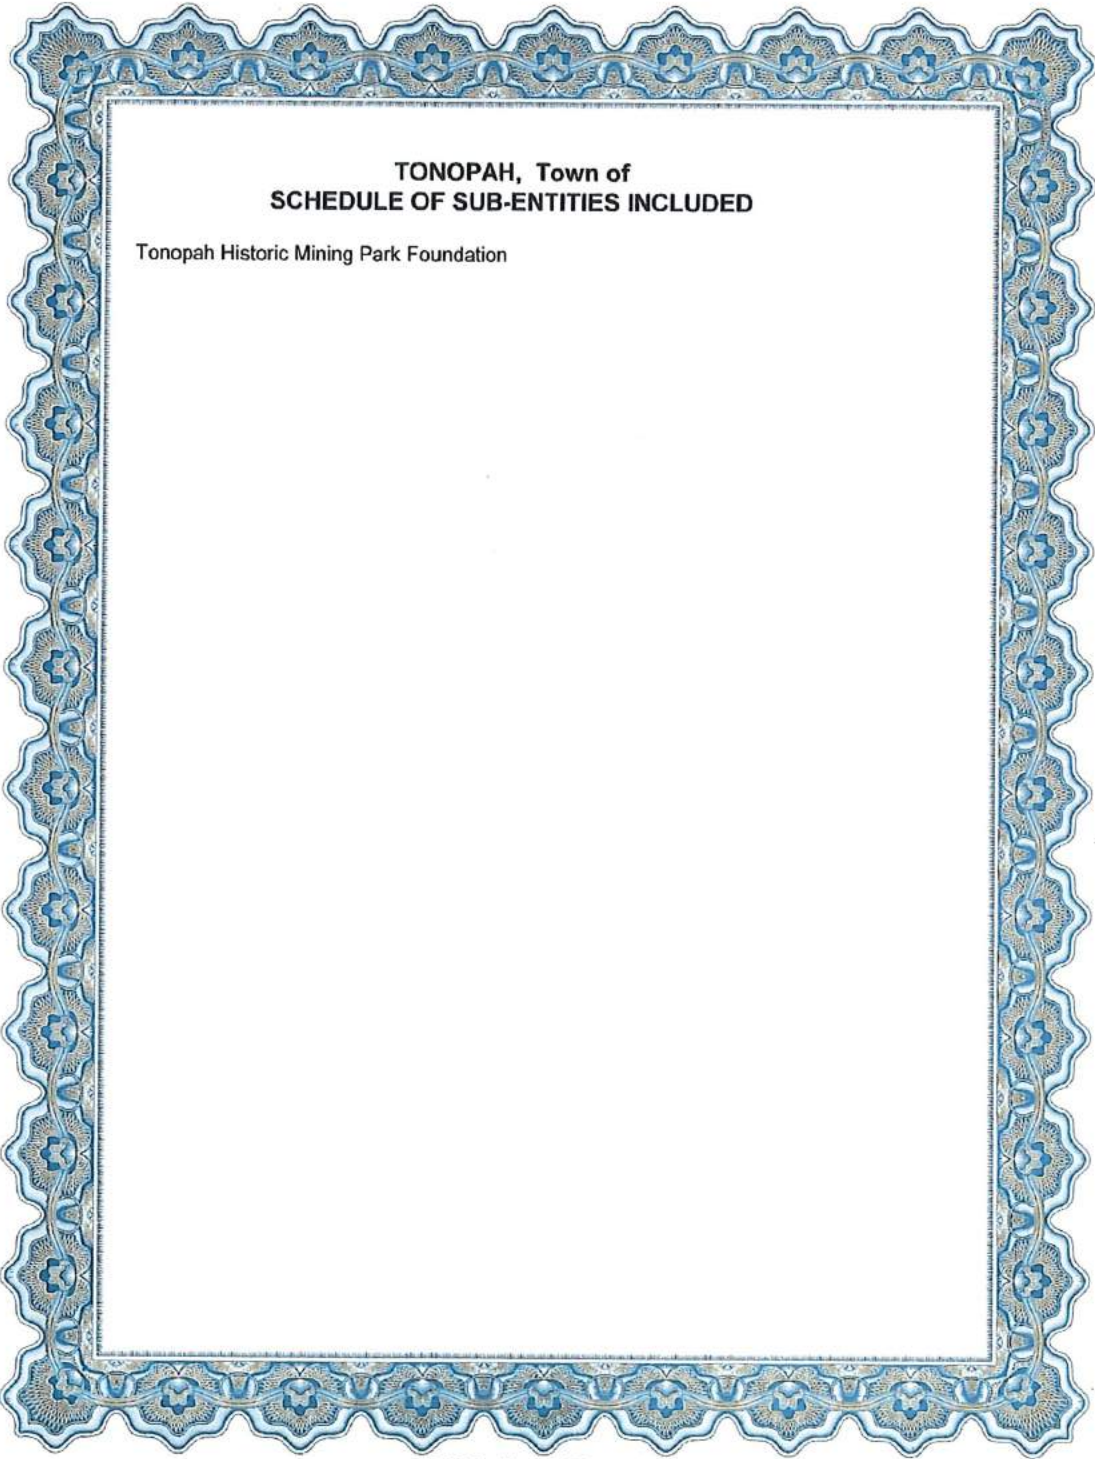 TONOPAH, Town of
SCHEDULE OF SUB-ENTITIES INCLUDED
Tonopah Historic Mining Park Foundation